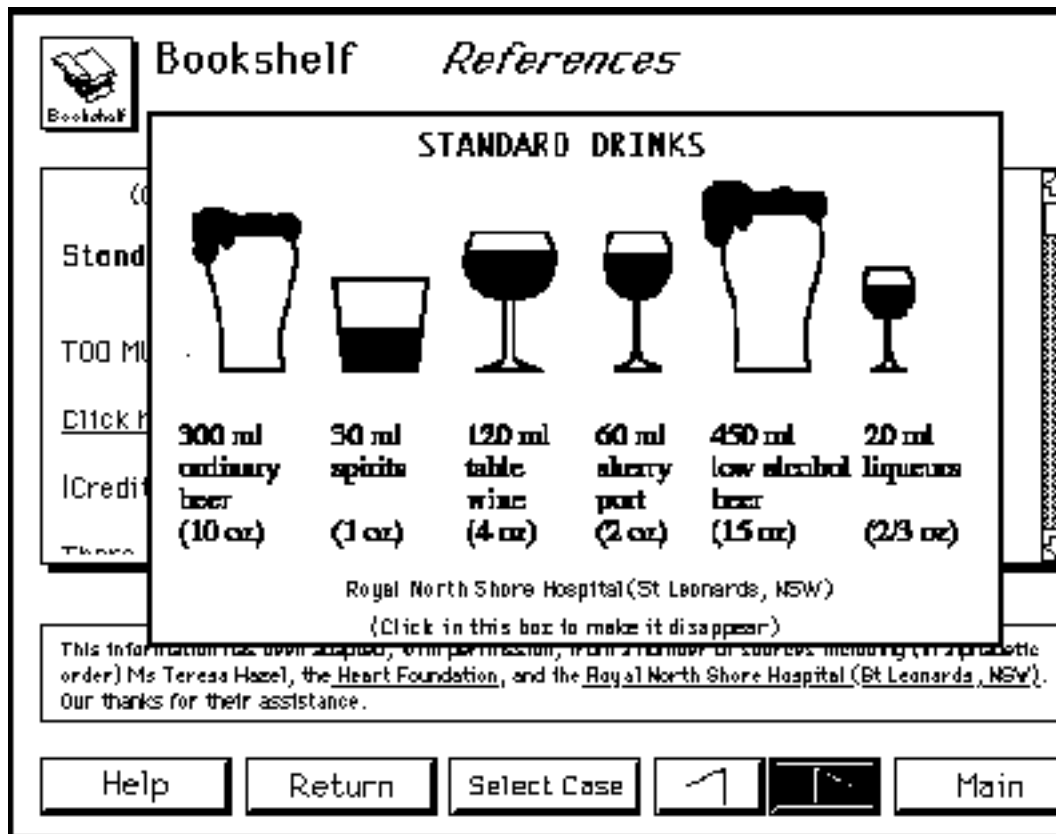 Bookshelf References
Bookshelf
STANDARD DRINKS
(C
Stand
TOO MU
Click h
(Credit
There
300 ml 30 ml 120 ml 60 ml 450 ml 20 ml
ordinary spirits table sherry low alcohol liqueurs
beer wine port beer
(10 oz) (1 oz) (4 oz) (2 oz) (15 oz) (2/3 oz)
Royal North Shore Hospital (St Leonards, NSW)
(Click in this box to make it disappear)
This information has been adapted, with permission, from a number of sources including (in alphabetic
order) Ms Teresa Hazel, the Heart Foundation, and the Royal North Shore Hospital (St Leonards, NSW).
Our thanks for their assistance.
Help Return Select Case Main